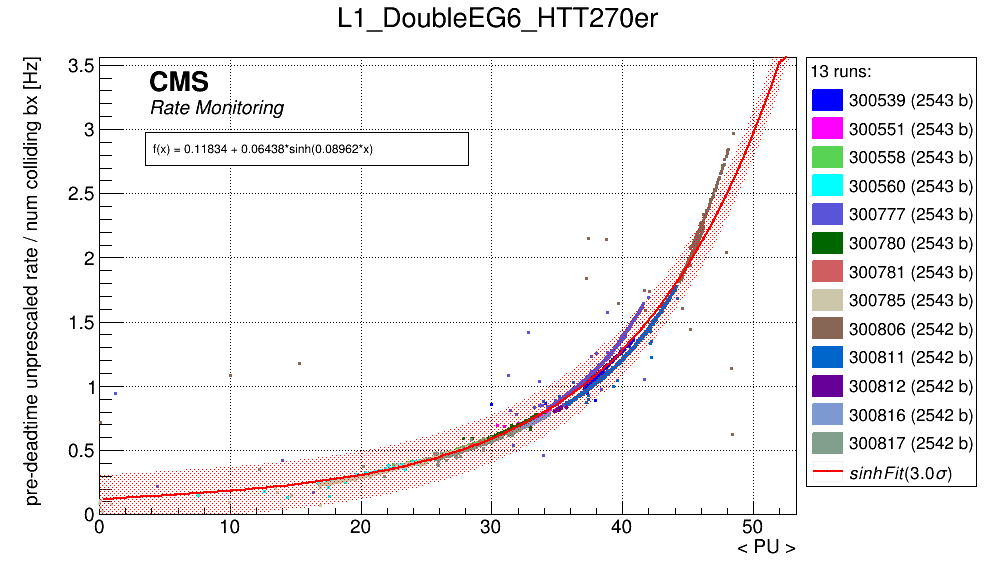 L1_DoubleEG6_HTT270er
pre-deadtime unprescaled rate / num colliding bx [Hz]
CMS
Rate Monitoring
f(x) = 0.11834 + 0.06438*sinh(0.08962*x)
3.5
3
2.5
2
1.5
1
0.5
0
0 10 20 30 40 50
< PU >
13 runs:
300539 (2543 b)
300551 (2543 b)
300558 (2543 b)
300560 (2543 b)
300777 (2543 b)
300780 (2543 b)
300781 (2543 b)
300785 (2543 b)
300806 (2542 b)
300811 (2542 b)
300812 (2542 b)
300816 (2542 b)
300817 (2542 b)
sinhFit(3.0σ)